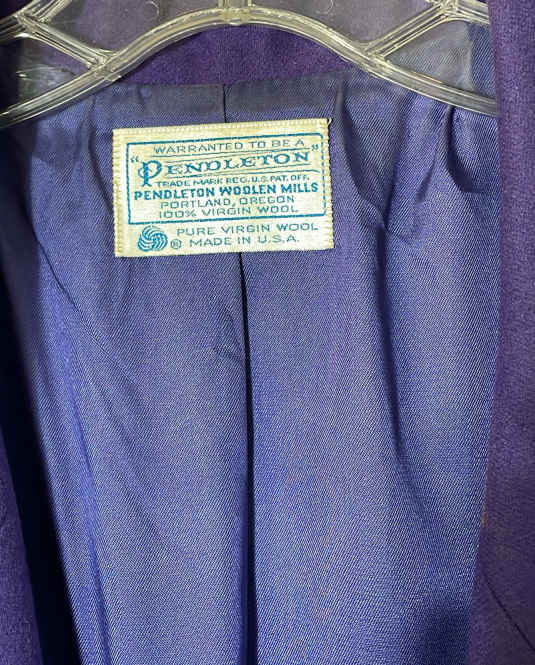 WARRANTED TO BE A
"PENDLETON"
TRADE MARK REG. U.S. PAT. OFF.
PENDLETON WOOLEN MILLS
PORTLAND, OREGON
100% VIRGIN WOOL
® PURE VIRGIN WOOL
MADE IN U.S.A.